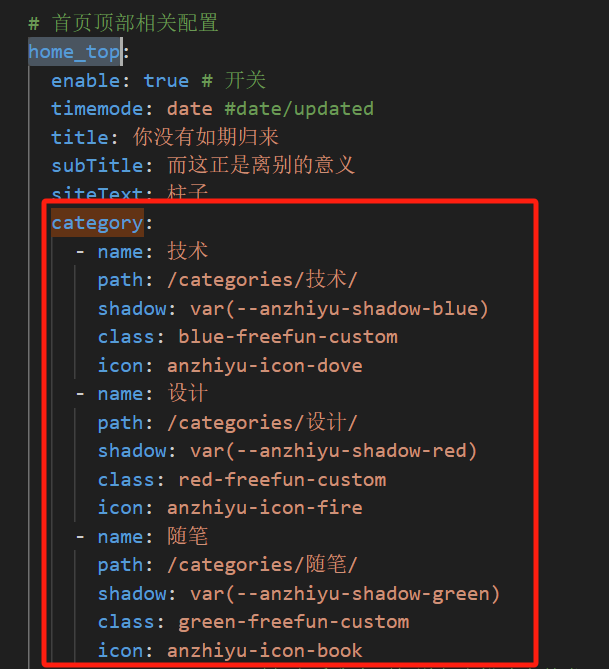 # 首页顶部相关配置
home_top:
enable: true # 开关
timemode: date #date/updated
title: 你没有如期归来
subTitle: 而这正是离别的意义
siteText: 柱子
category:
- name: 技术
path: /categories/技术/
shadow: var(--anzhiyu-shadow-blue)
class: blue-freefun-custom
icon: anzhiyu-icon-dove
- name: 设计
path: /categories/设计/
shadow: var(--anzhiyu-shadow-red)
class: red-freefun-custom
icon: anzhiyu-icon-fire
- name: 随笔
path: /categories/随笔/
shadow: var(--anzhiyu-shadow-green)
class: green-freefun-custom
icon: anzhiyu-icon-book